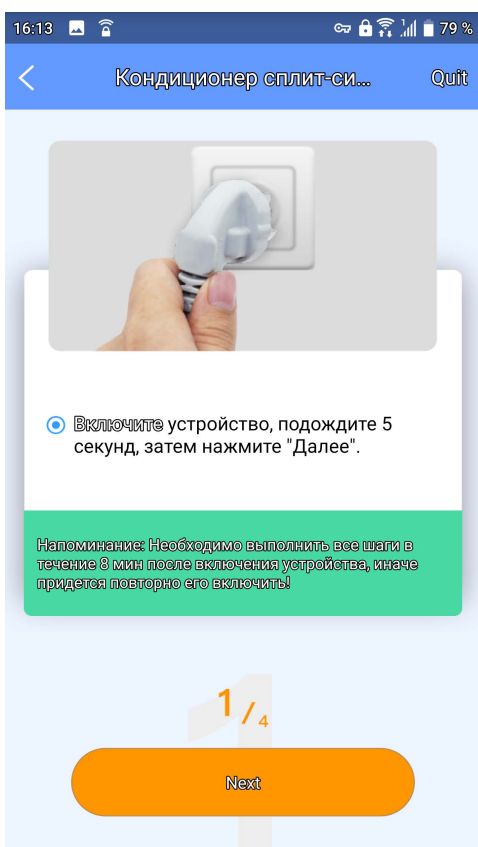 16:13 79 %
Кондиционер сплит-си... Quit
Включите устройство, подождите 5
секунд, затем нажмите "Далее".
Напоминание: Необходимо выполнить все шаги в
течение 8 мин после включения устройства, иначе
придется повторно его включить!
1/4
Next